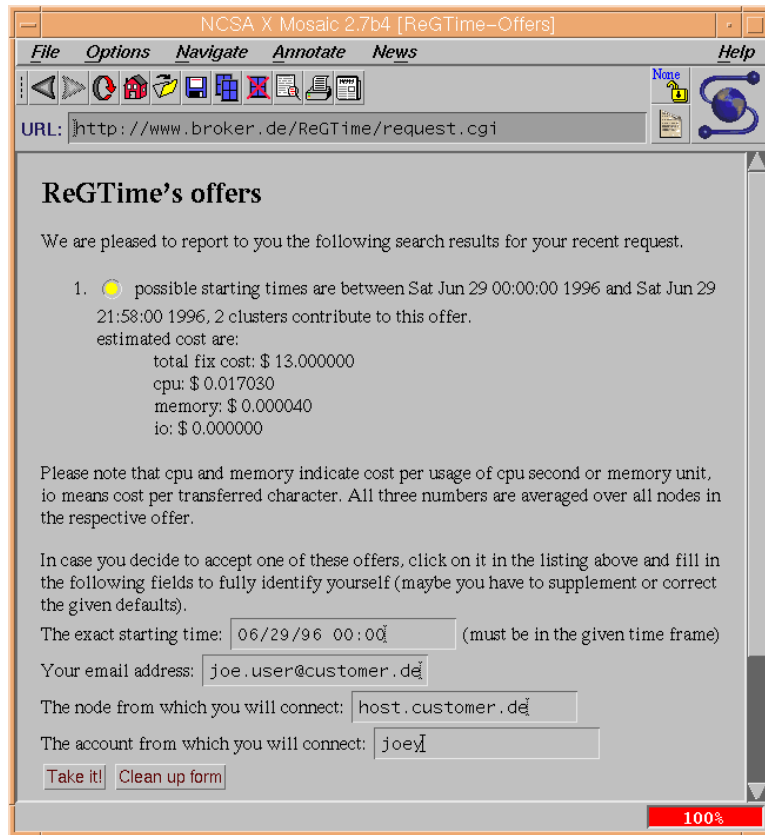 NCSA X Mosaic 2.7b4 [ReGTime-Offers]
File Options Navigate Annotate News Help
None
URL: http://www.broker.de/ReGTime/request.cgi
ReGTime's offers
We are pleased to report to you the following search results for your recent request.
1. possible starting times are between Sat Jun 29 00:00:00 1996 and Sat Jun 29
21:58:00 1996, 2 clusters contribute to this offer.
estimated cost are:
total fix cost: $ 13.000000
cpu: $ 0.017030
memory: $ 0.000040
io: $ 0.000000
Please note that cpu and memory indicate cost per usage of cpu second or memory unit,
io means cost per transferred character. All three numbers are averaged over all nodes in
the respective offer.
In case you decide to accept one of these offers, click on it in the listing above and fill in
the following fields to fully identify yourself (maybe you have to supplement or correct
the given defaults).
The exact starting time: 06/29/96 00:00 (must be in the given time frame)
Your email address: joe.user@customer.de
The node from which you will connect: host.customer.de
The account from which you will connect: joey
Take it! Clean up form
100%